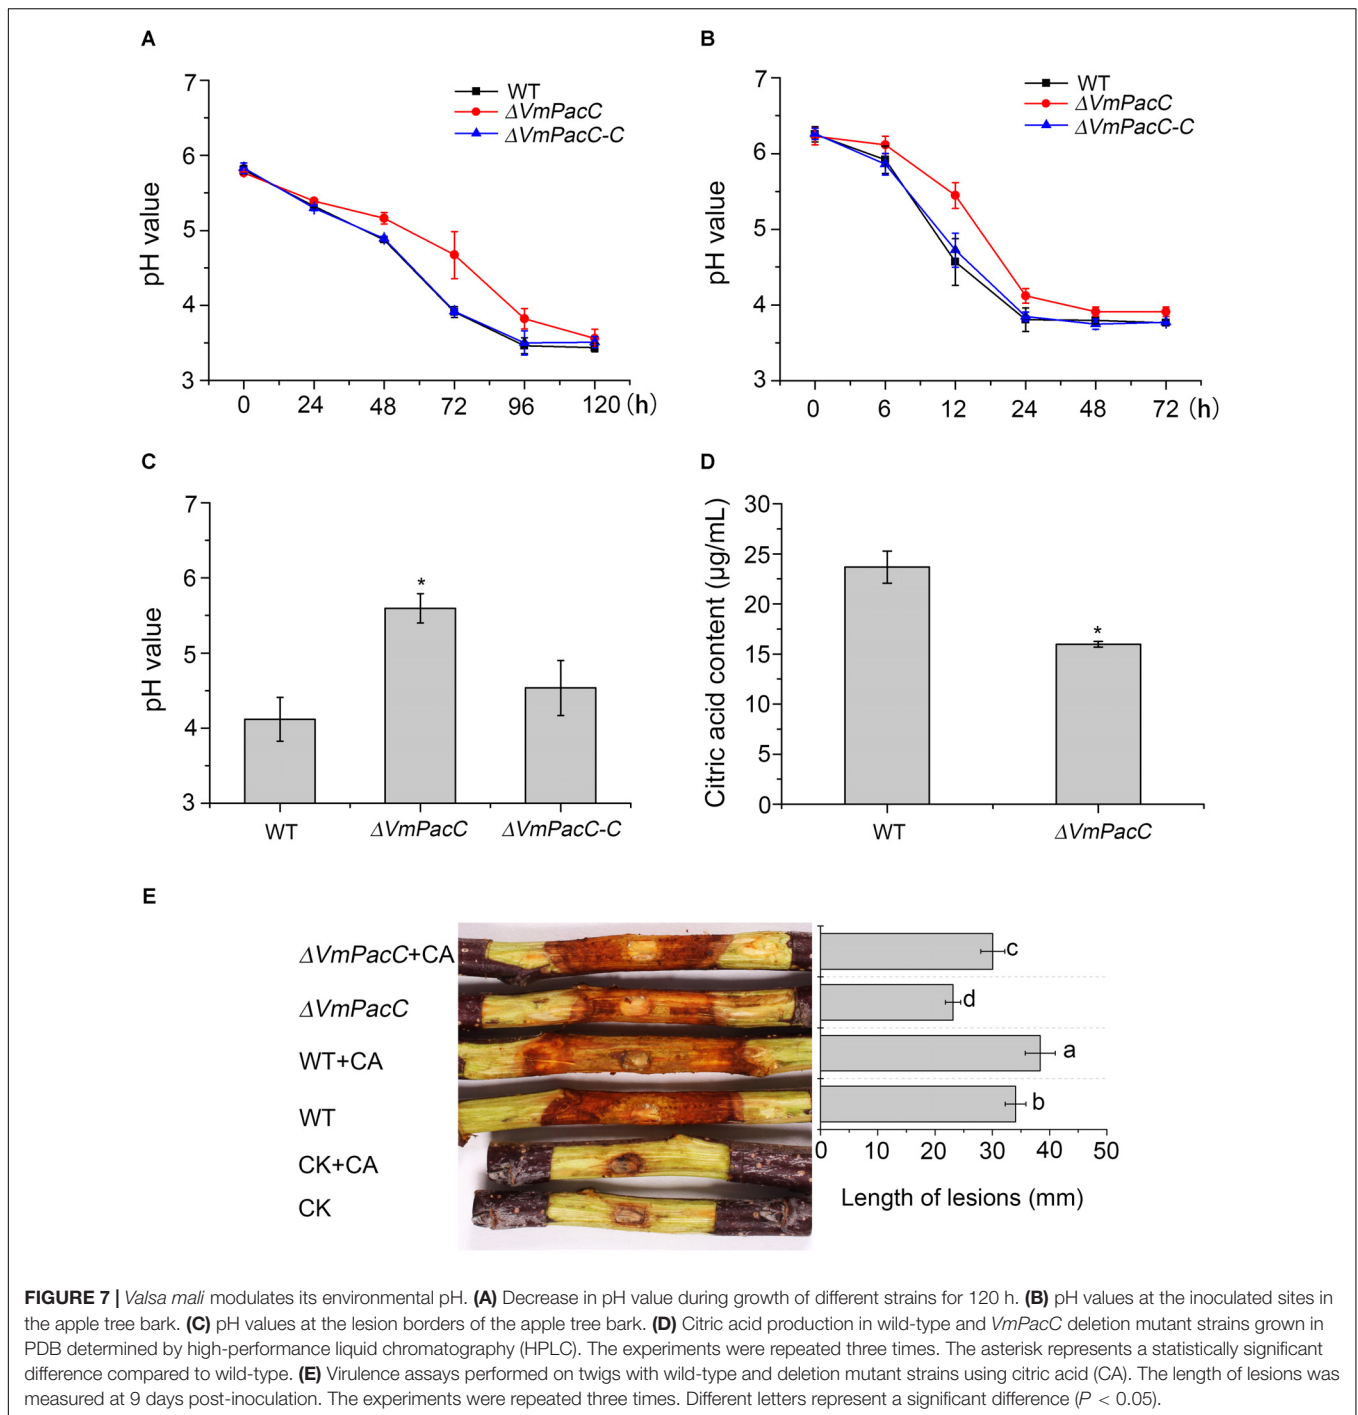 A
7
6
5
4
3
pH value
WT
ΔVmPacC
ΔVmPacC-C
0 24 48 72 96 120 (h)
B
7
6
5
4
3
pH value
WT
ΔVmPacC
ΔVmPacC-C
0 6 12 24 48 72 (h)
C
7
6
5
4
3
pH value
*
WT ΔVmPacC ΔVmPacC-C
D
30
25
20
15
10
5
0
Citric acid content (µg/mL)
*
WT ΔVmPacC
E
ΔVmPacC+CA
c
ΔVmPacC
d
WT+CA
a
WT
b
CK+CA
CK
0 10 20 30 40 50
Length of lesions (mm)
FIGURE 7 | Valsa mali modulates its environmental pH. (A) Decrease in pH value during growth of different strains for 120 h. (B) pH values at the inoculated sites in
the apple tree bark. (C) pH values at the lesion borders of the apple tree bark. (D) Citric acid production in wild-type and VmPacC deletion mutant strains grown in
PDB determined by high-performance liquid chromatography (HPLC). The experiments were repeated three times. The asterisk represents a statistically significant
difference compared to wild-type. (E) Virulence assays performed on twigs with wild-type and deletion mutant strains using citric acid (CA). The length of lesions was
measured at 9 days post-inoculation. The experiments were repeated three times. Different letters represent a significant difference (P < 0.05).